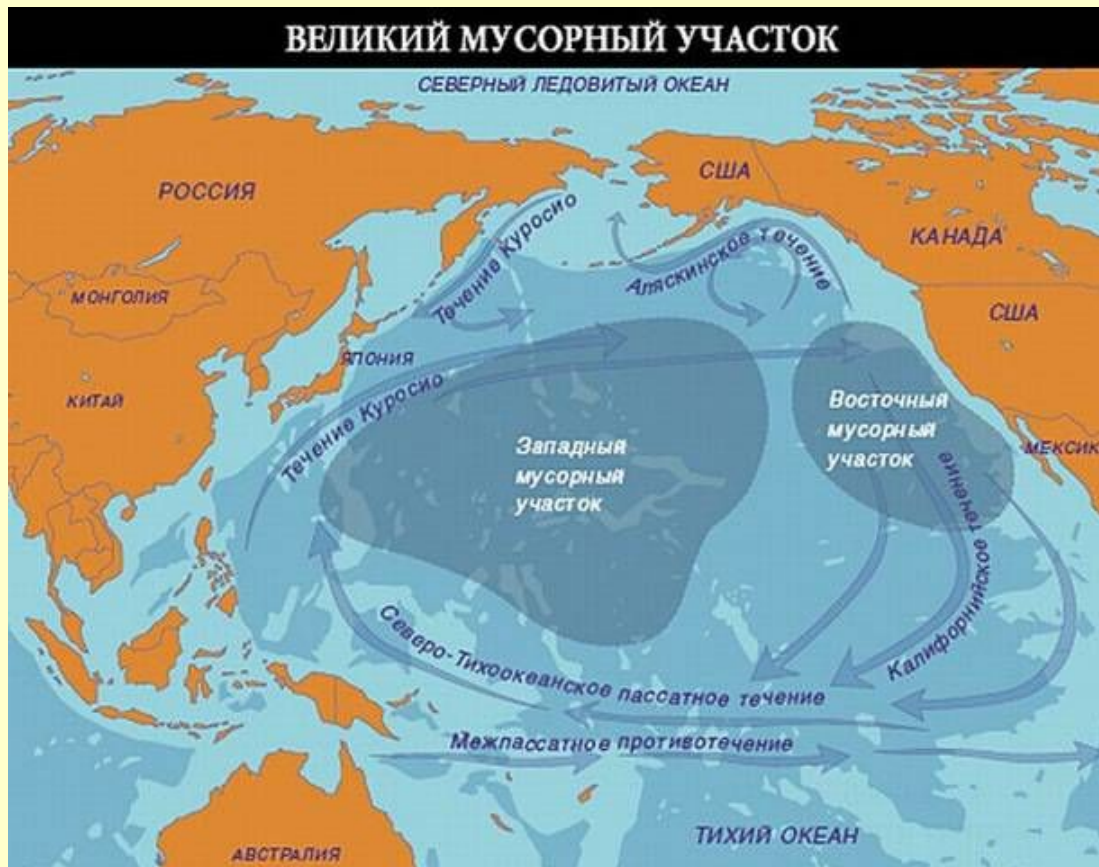 ВЕЛИКИЙ МУСОРНЫЙ УЧАСТОК
СЕВЕРНЫЙ ЛЕДОВИТЫЙ ОКЕАН
РОССИЯ
США
КАНАДА
Течение Куросио
Аляскинское течение
МОНГОЛИЯ
США
ЯПОНИЯ
КИТАЙ
Течение Куросио
Западный
мусорный
участок
Восточный
мусорный
участок
МЕКСИК
Калифорнийское течение
Северо-Тихоокеанское пассатное течение
Межпассатное противотечение
ТИХИЙ ОКЕАН
АВСТРАЛИЯ